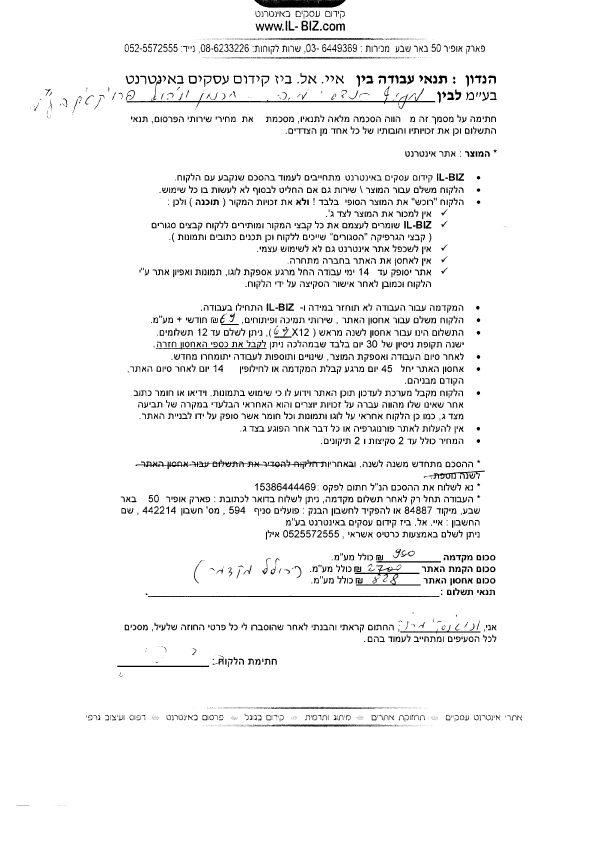 קידום עסקים באינטרנט
www.IL-BIZ.com
פארק אופיר 50 באר שבע מכירות : 03- 6449369, שרות לקוחות: 08-6233226, נייד: 052-5572555
הנדון : תנאי עבודה בין איי. אל. ביז קידום עסקים באינטרנט
בע״מ לבין
חתימה על מסמך זה מ הווה הסכמה מלאה לתנאיו, מסכמת את מחירי שירותי הפרסום, תנאי
התשלום וכן את זכויותיו וחובותיו של כל אחד מן הצדדים.
* המוצר : אתר אינטרנט
• IL-BIZ קידום עסקים באינטרנט מתחייבים לעמוד בהסכם שנקבע עם הלקוח.
• הלקוח משלם עבור המוצר \ שירות גם אם החליט לבסוף לא לעשות בו כל שימוש.
• הלקוח "רוכש" את המוצר הסופי בלבד ! ולא את זכויות המקור ( תוכנה ) ולכן :
✓ אין למכור את המוצר לצד ג'.
✓ IL-BIZ שומרים לעצמם את כל קבצי המקור ומותירים ללקוח קבצים סגורים
( קבצי הגרפיקה "הסגורים" שייכים ללקוח וכן תכנים כתובים ותמונות ).
✓ אין לשכפל אתר אינטרנט גם לא לשימוש עצמי.
✓ אין לאחסן את האתר בחברה מתחרה.
✓ אתר יסופק עד 14 ימי עבודה החל מרגע אספקת לוגו, תמונות ואפיון אתר ע"י
הלקוח וכמובן לאחר אישור הסקיצה על ידי הלקוח.
• המקדמה עבור העבודה לא תוחזר במידה ו- IL-BIZ התחילו בעבודה.
• הלקוח משלם עבור אחסון האתר , שירותי תמיכה ופיתוחים, 69 ₪ חודשי + מע"מ.
• התשלום הינו עבור אחסון לשנה מראש (X12 69), ניתן לשלם עד 12 תשלומים.
ישנה תקופת ניסיון של 30 יום בלבד שבמהלכה ניתן לקבל את כספי האחסון חזרה.
• לאחר סיום העבודה ואספקת המוצר, שינויים ותוספות לעבודה יתומחרו מחדש.
• אחסון האתר יחל 45 יום מרגע קבלת המקדמה או לחילופין 14 יום לאחר סיום האתר,
הקודם מבניהם.
• הלקוח מקבל מערכת לעדכון תוכן האתר וידוע לו כי שימוש בתמונות, וידיאו או חומר כתוב
אחר שאינו שלו מהווה עברה על זכויות יוצרים והוא האחראי הבלעדי במקרה של תביעה
מצד ג, כמו כן הלקוח אחראי על לוגו ותמונות וכל חומר אשר סופק על ידו לבניית האתר.
• אין להעלות לאתר פורנוגרפיה או כל דבר אחר הפוגע בצד ג.
• המחיר כולל עד 2 סקיצות ו 2 תיקונים.
* ההסכם מתחדש משנה לשנה. ובאחריות הלקוח להסדיר את התשלום עבור אחסון האתר.
לשנה נוספת.
* נא לשלוח את ההסכם הנ"ל חתום לפקס :15386444469
* העבודה תחל רק לאחר תשלום מקדמה, ניתן לשלוח בדואר לכתובת : פארק אופיר 50 באר
שבע, מיקוד 84887 או להפקיד לחשבון הבנק : פועלים סניף 594 , מס' חשבון 442214 , שם
החשבון : איי. אל. ביז קידום עסקים באינטרנט בע"מ
ניתן לשלם באמצעות כרטיס אשראי , 0525572555 אילן
סכום מקדמה 900 ₪ כולל מע"מ.
סכום הקמת האתר 2700 ₪ כולל מע"מ. (כולל מקדמה)
סכום אחסון האתר 828 ₪ כולל מע"מ.
תנאי תשלום :
אני, החתום קראתי והבנתי לאחר שהוסברו לי כל פרטי החוזה שלעיל, מסכים
לכל הסעיפים ומתחייב לעמוד בהם.
חתימת הלקוח:
אתרי אינטרנט עסקיים תחזוקת אתרים מיתוג ותדמית קידום בגוגל פרסום באינטרנט דפוס ועיצוב גרפי